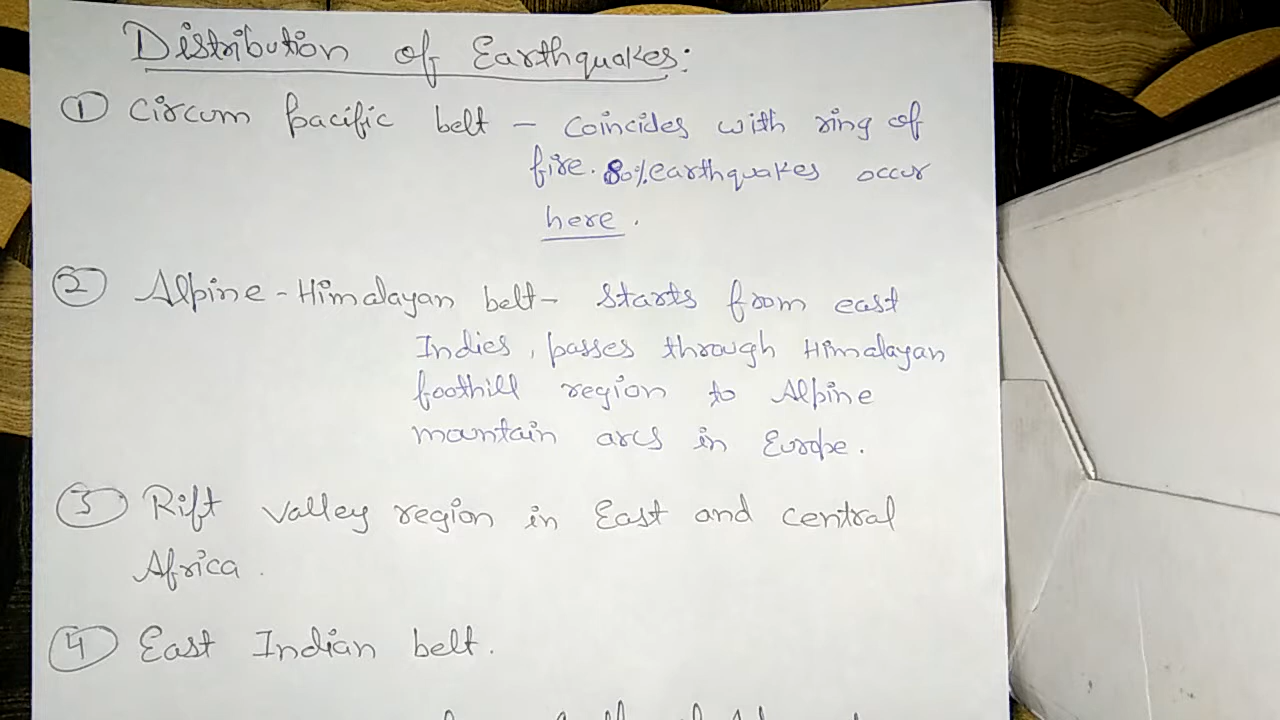 Distribution of Earthquakes:
① Circum pacific belt - Coincides with ring of
fire. 80% earthquakes occur
here.
② Alpine-Himalayan belt- Starts from east
Indies, passes through Himalayan
foothill region to Alpine
mountain arcs in Europe.
③ Rift valley region in East and central
Africa.
④ East Indian belt.